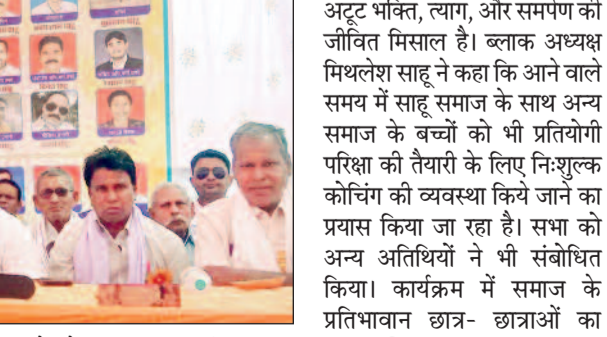 अटूट भक्ति, त्याग, और समर्पण की
जीवित मिसाल है। ब्लाक अध्यक्ष
मिथलेश साहू ने कहा कि आने वाले
समय में साहू समाज के साथ अन्य
समाज के बच्चों को भी प्रतियोगी
परिक्षा की तैयारी के लिए निःशुल्क
कोचिंग की व्यवस्था किये जाने का
प्रयास किया जा रहा है। सभा को
अन्य अतिथियों ने भी संबोधित
किया। कार्यक्रम में समाज के
प्रतिभावान छात्र- छात्राओं का